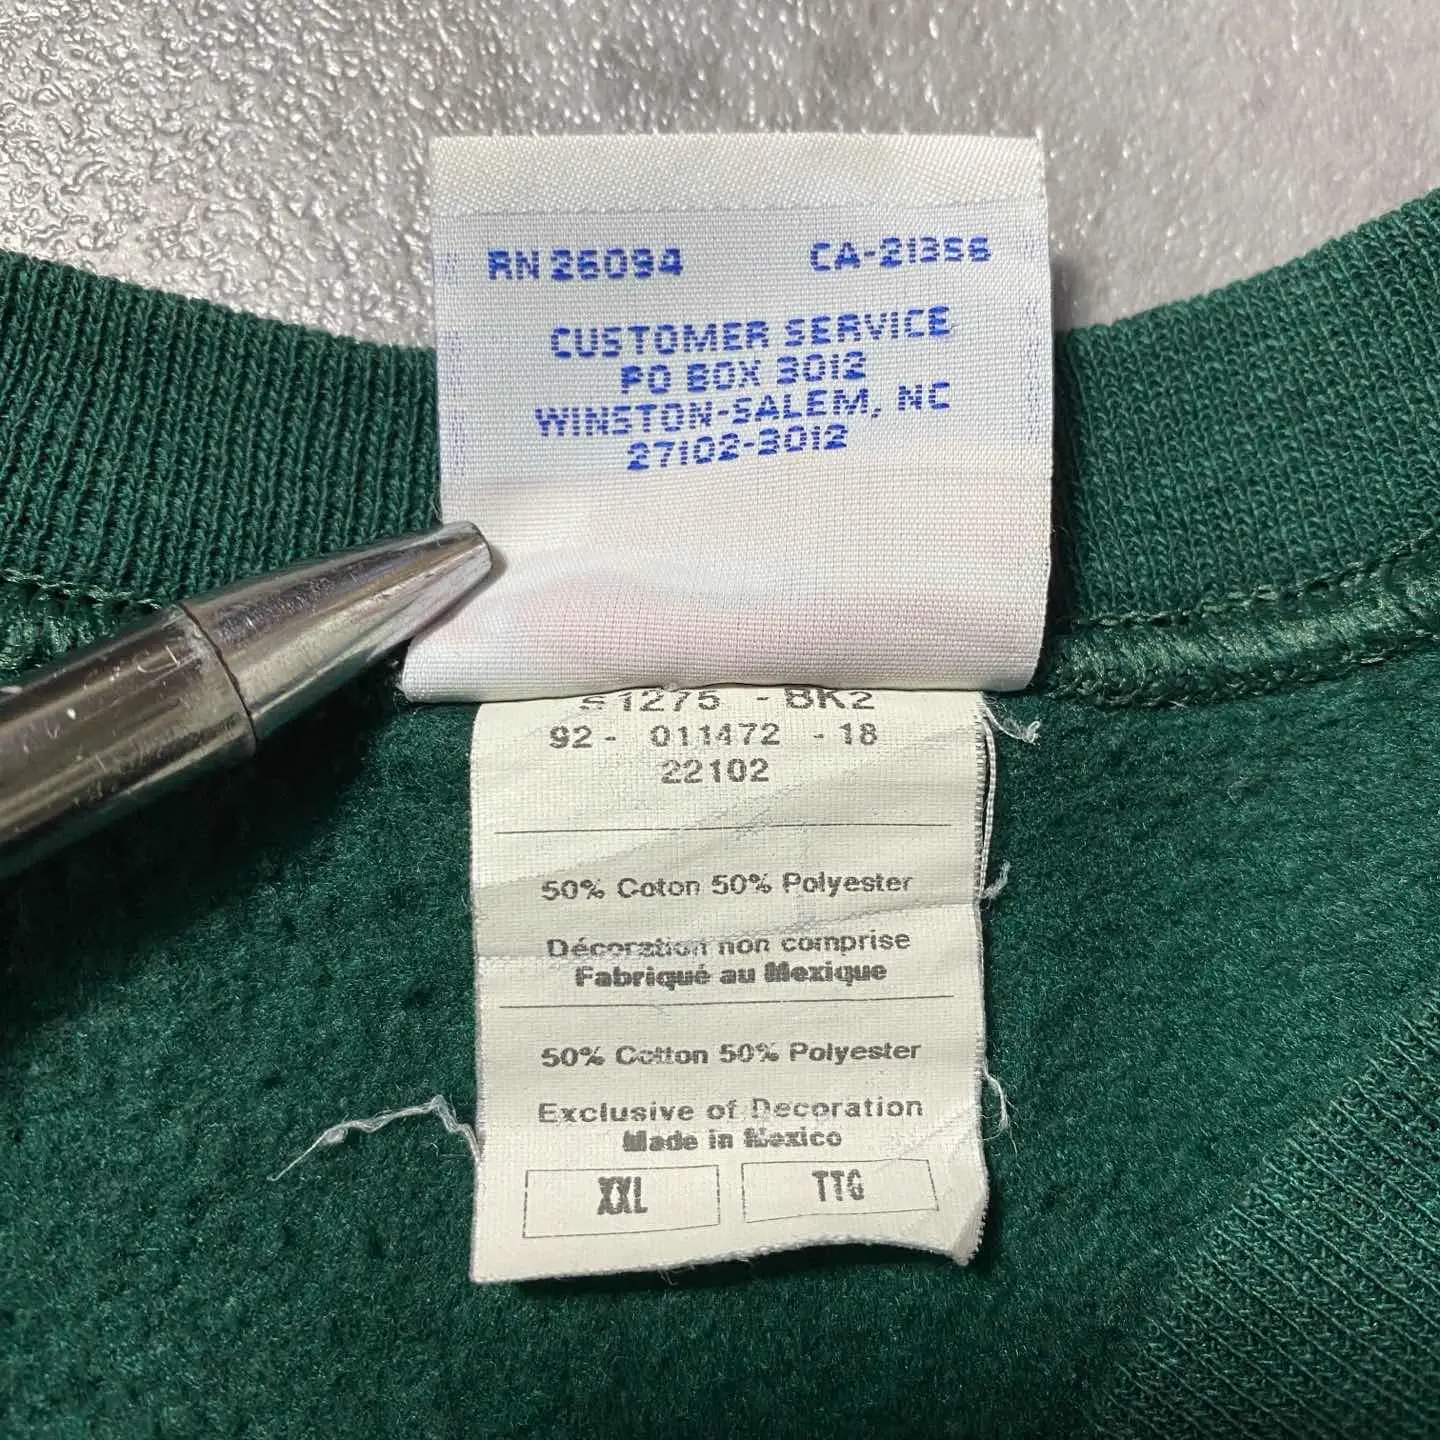 RN 26094 CA-21356
CUSTOMER SERVICE
PO BOX 3012
WINSTON-SALEM, NC
27102-3012
1275 - BK2
92- 011472 -18
22102
50% Coton 50% Polyester
Décoration non comprise
Fabriqué au Mexique
50% Cotton 50% Polyester
Exclusive of Decoration
Made in Mexico
XXL TTG